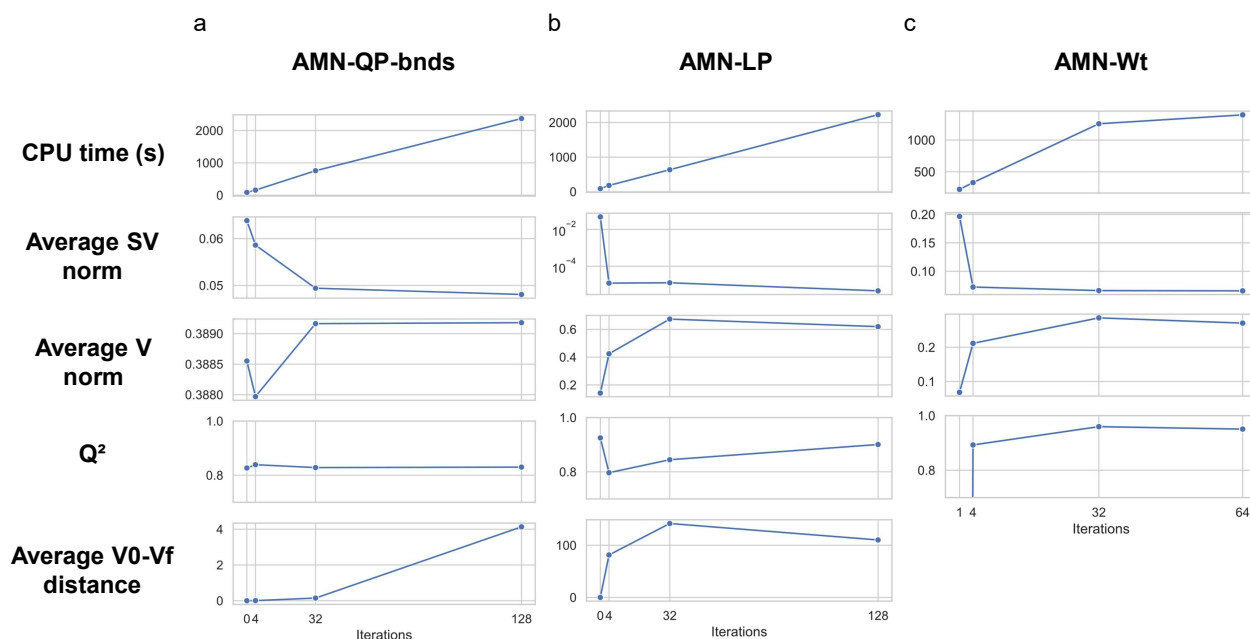 a
b
c
AMN-QP-bnds
AMN-LP
AMN-Wt
CPU time (s)
2000
1000
0
2000
1000
0
1000
500
Average SV
norm
0.06
0.05
10⁻²
10⁻⁴
0.20
0.15
0.10
Average V
norm
0.3890
0.3885
0.3880
0.6
0.4
0.2
0.2
0.1
Q²
1.0
0.8
1.0
0.8
1.0
0.8
1 4 32 64
Iterations
Average V0-Vf
distance
4
2
0
100
0
0 4 32 128
Iterations
0 4 32 128
Iterations